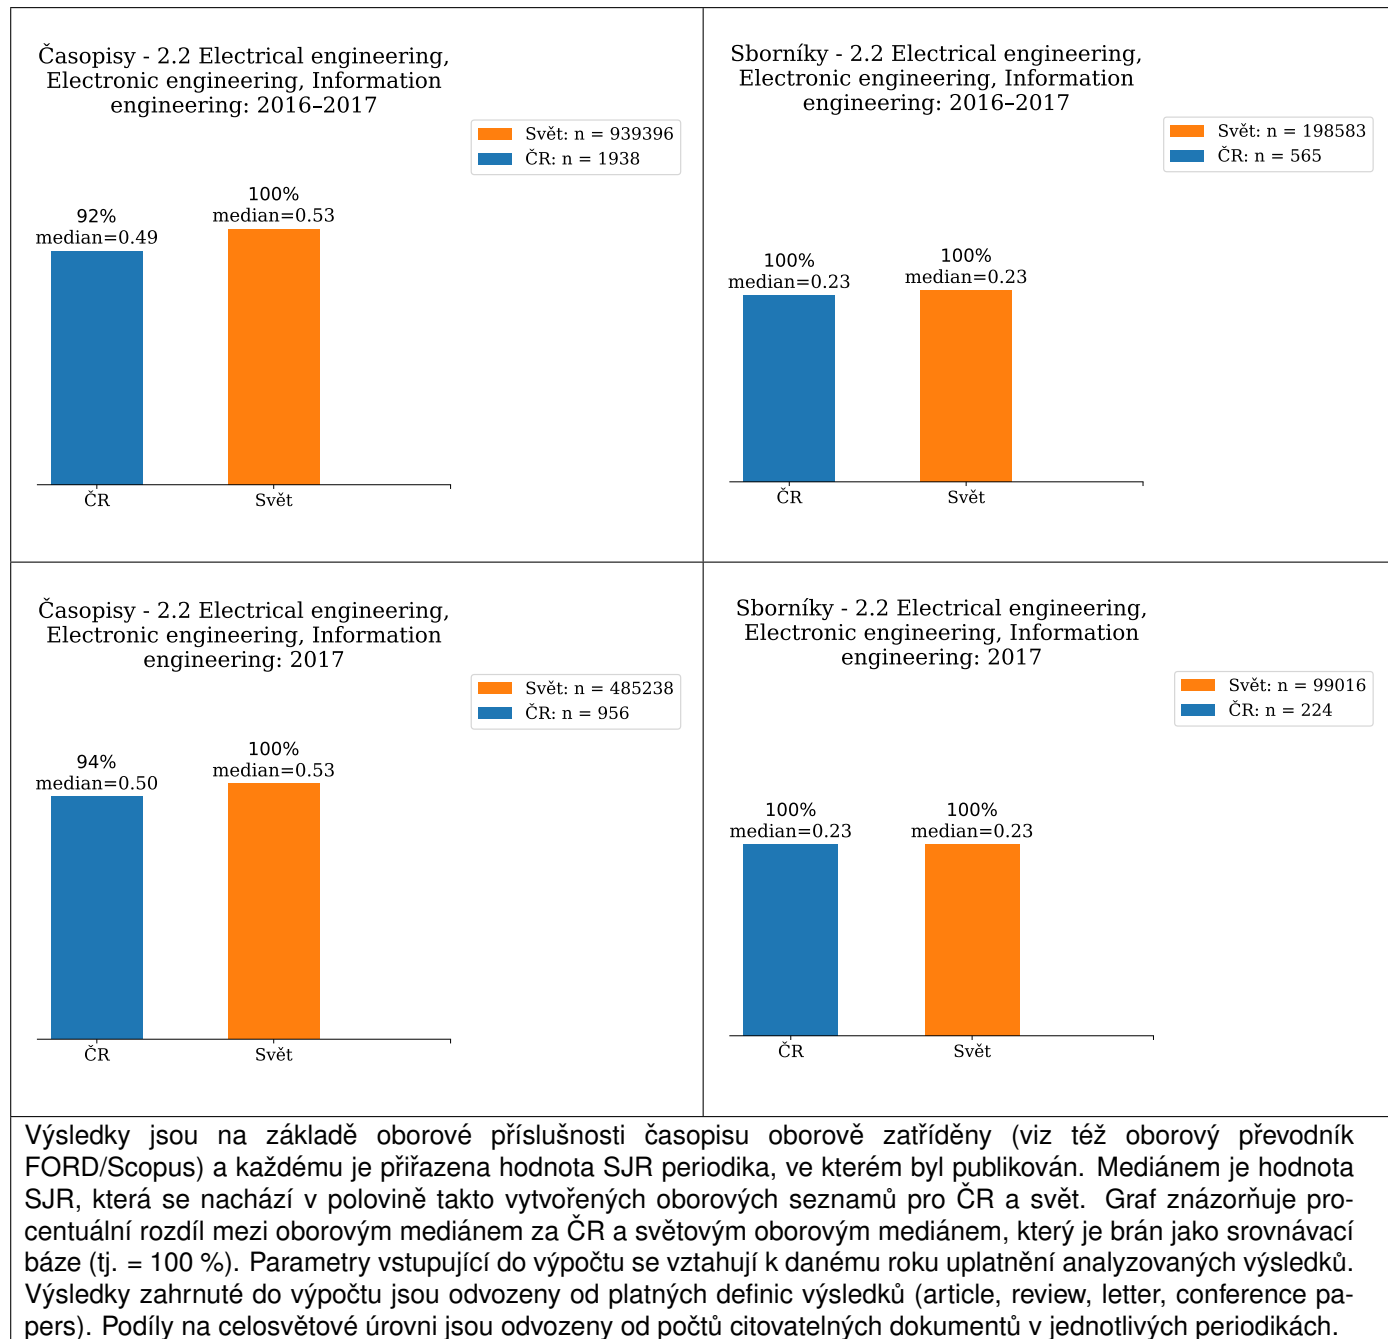 Časopisy - 2.2 Electrical engineering,
Electronic engineering, Information
engineering: 2016–2017
Svět: n = 939396
ČR: n = 1938
92%
median=0.49
100%
median=0.53
ČR
Svět
Sborníky - 2.2 Electrical engineering,
Electronic engineering, Information
engineering: 2016–2017
Svět: n = 198583
ČR: n = 565
100%
median=0.23
100%
median=0.23
ČR
Svět
Časopisy - 2.2 Electrical engineering,
Electronic engineering, Information
engineering: 2017
Svět: n = 485238
ČR: n = 956
94%
median=0.50
100%
median=0.53
ČR
Svět
Sborníky - 2.2 Electrical engineering,
Electronic engineering, Information
engineering: 2017
Svět: n = 99016
ČR: n = 224
100%
median=0.23
100%
median=0.23
ČR
Svět
Výsledky jsou na základě oborové příslušnosti časopisu oborově zatříděny (viz též oborový převodník
FORD/Scopus) a každému je přiřazena hodnota SJR periodika, ve kterém byl publikován. Mediánem je hodnota
SJR, která se nachází v polovině takto vytvořených oborových seznamů pro ČR a svět. Graf znázorňuje pro-
centuální rozdíl mezi oborovým mediánem za ČR a světovým oborovým mediánem, který je brán jako srovnávací
báze (tj. = 100 %). Parametry vstupující do výpočtu se vztahují k danému roku uplatnění analyzovaných výsledků.
Výsledky zahrnuté do výpočtu jsou odvozeny od platných definic výsledků (article, review, letter, conference pa-
pers). Podíly na celosvětové úrovni jsou odvozeny od počtů citovatelných dokumentů v jednotlivých periodikách.